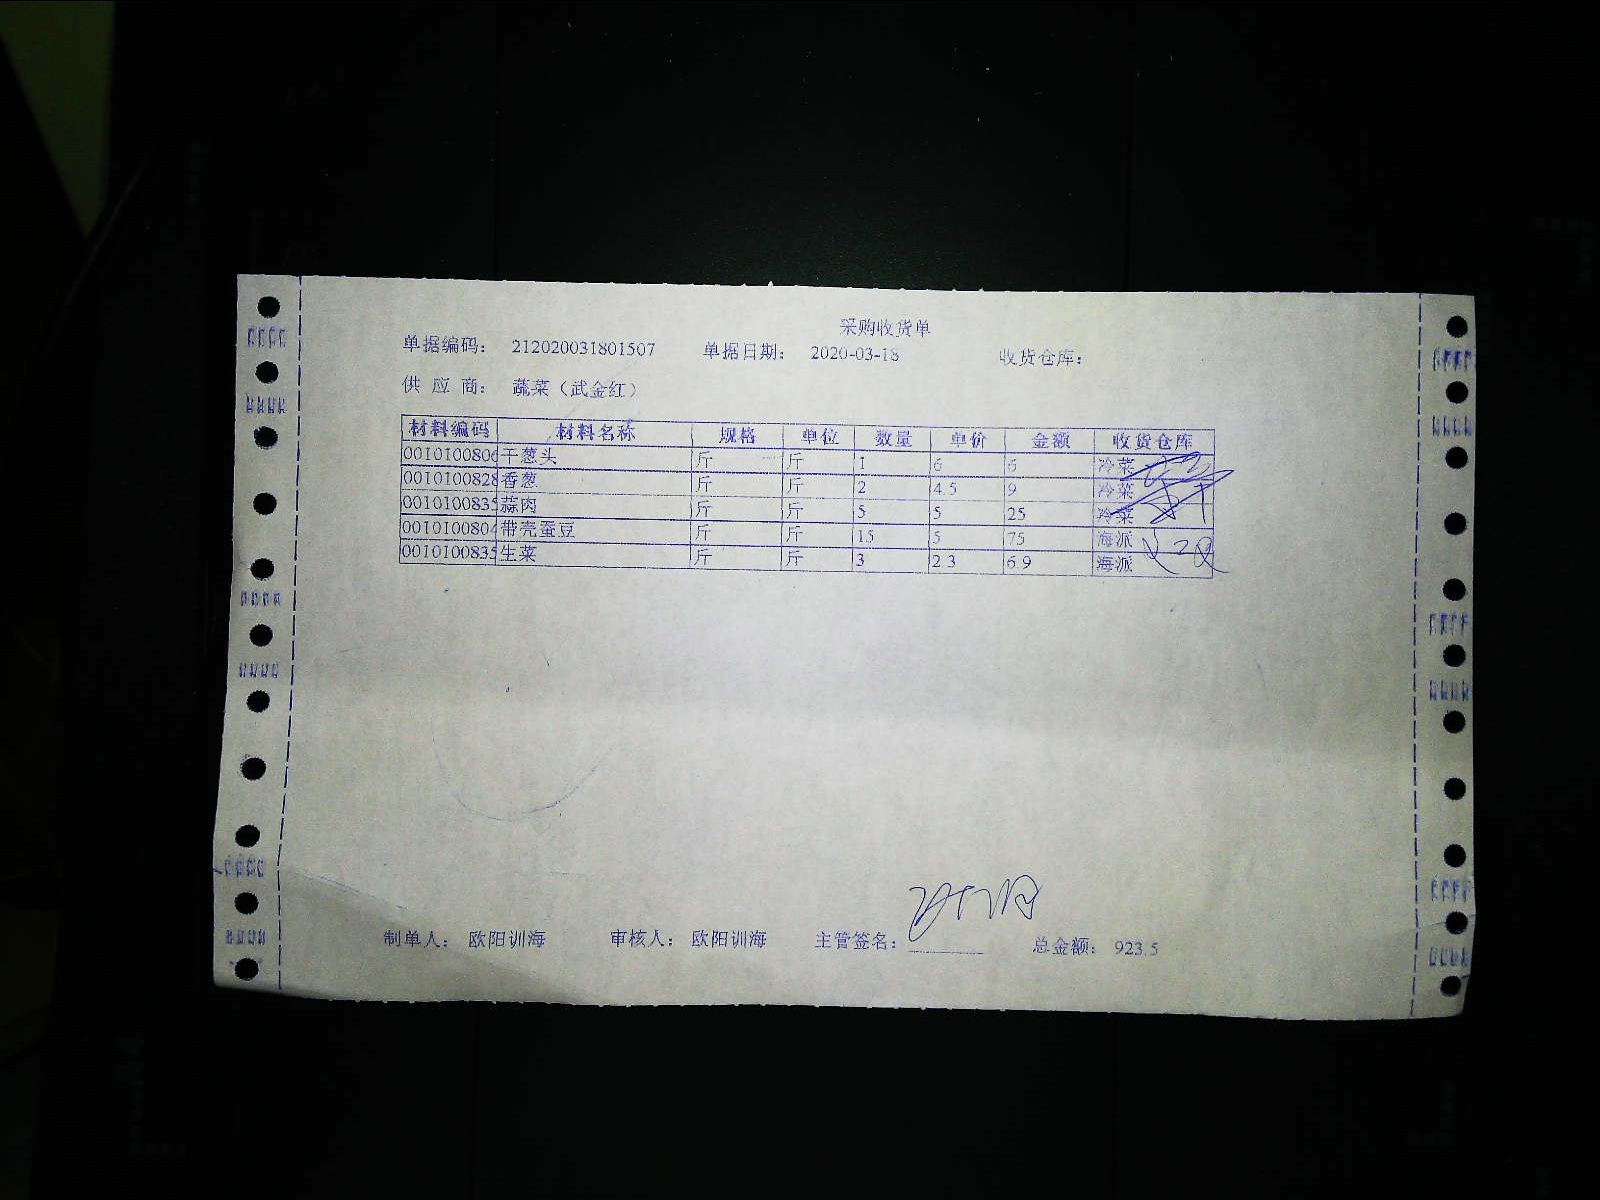 采购收货单
单据编码： 212020031801507 单据日期： 2020-03-18 收货仓库：
供 应 商： 蔬菜（武金红）
材料编码 材料名称 规格 单位 数量 单价 金额 收货仓库
0010100806 干葱头 斤 斤 1 6 6 冷菜
0010100828 香葱 斤 斤 2 4.5 9 冷菜
0010100835 蒜肉 斤 斤 5 5 25 冷菜
0010100804 带壳蚕豆 斤 斤 15 5 75 海派
0010100835 生菜 斤 斤 3 2.3 6.9 海派
制单人： 欧阳训海 审核人： 欧阳训海 主管签名： 总金额： 923.5